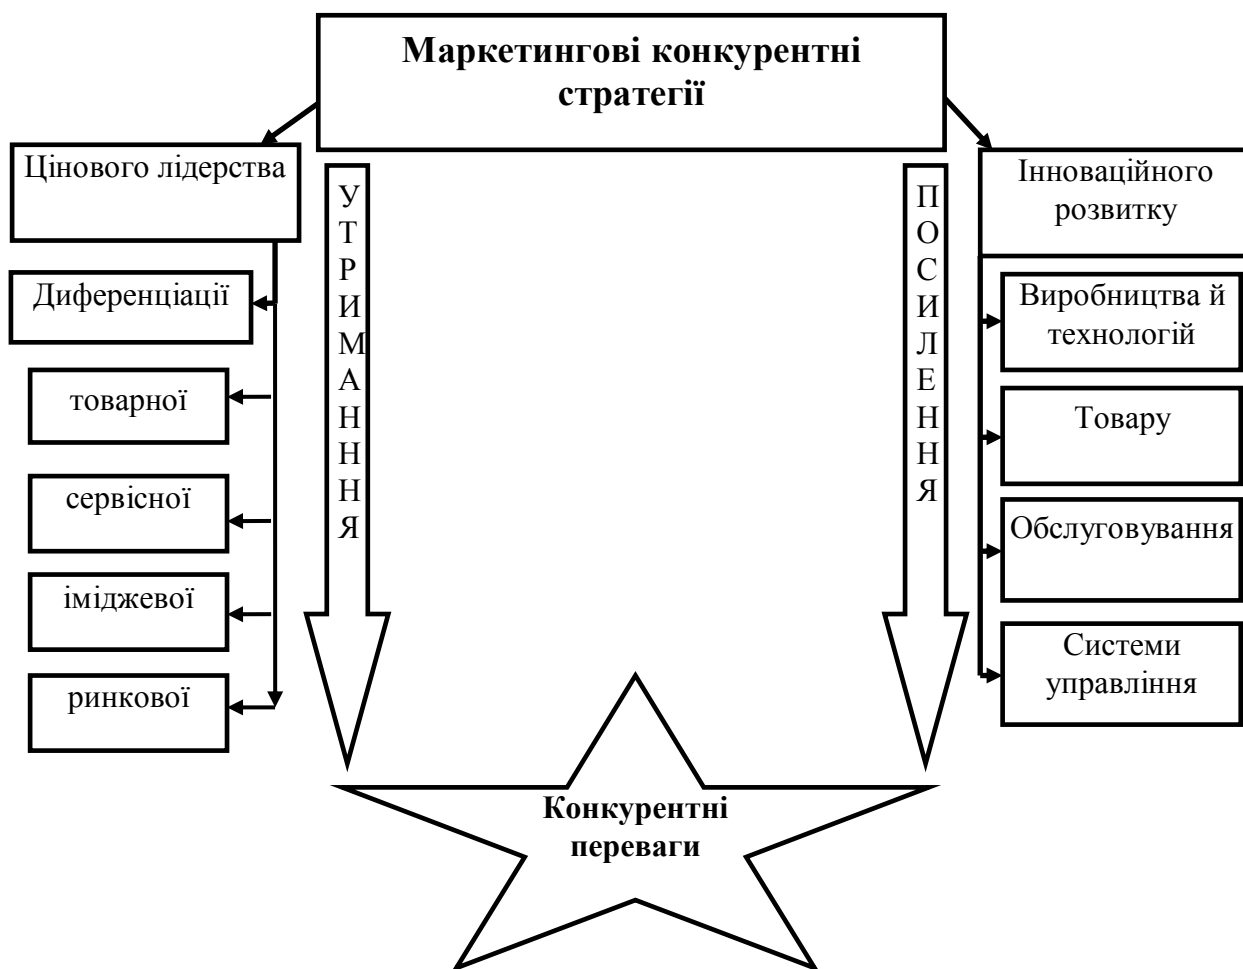 Маркетингові конкурентні
стратегії
Цінового лідерства
Диференціації
товарної
сервісної
іміджевої
ринкової
У
Т
Р
И
М
А
Н
Н
Н
Я
П
О
С
И
Л
Е
Н
Н
Я
Інноваційного
розвитку
Виробництва й
технологій
Товару
Обслуговування
Системи
управління
Конкурентні
переваги